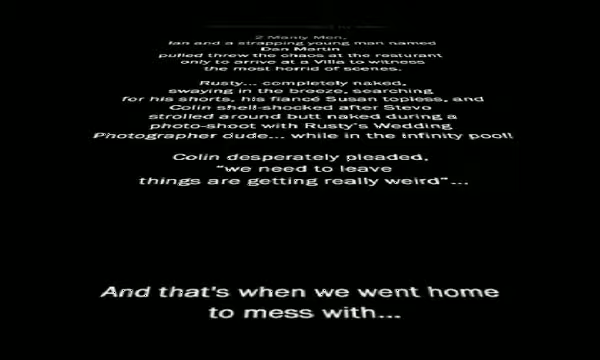 2 Manly Men,
Ian and a strapping young man named
Dan Martin
pulled threw the chaos at the resturant
only to arrive at a Villa to witness
the most horrid of scenes.
Rusty... completely naked,
swaying in the breeze, searching
for his shorts, his fiancé Susan topless, and
Colin shell-shocked after Stevo
strolled around butt naked during a
photo-shoot with Rusty's Wedding
Photographer dude... while in the infinity pool!
Colin desperately pleaded,
"we need to leave
things are getting really weird"...
And that's when we went home
to mess with...